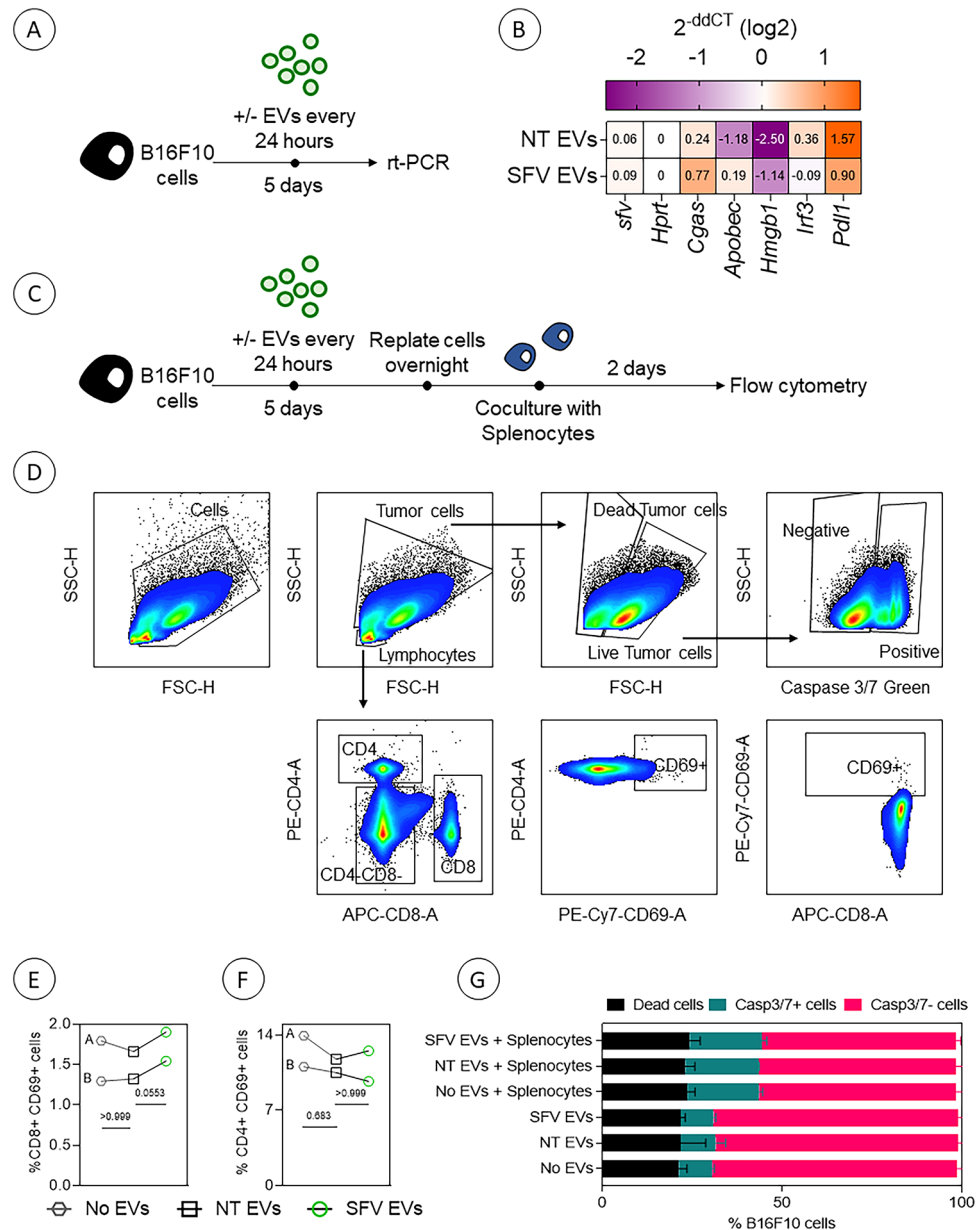 A
+/- EVs every
24 hours
B16F10
cells
5 days
rt-PCR
B
2-ddCT (log2)
-2 -1 0 1
NT EVs 0.06 0 0.24 -1.18 -2.50 0.36 1.57
SFV EVs 0.09 0 0.77 0.19 -1.14 -0.09 0.90
sfv Hprt Cgas Apobec Hmgb1 Irf3 Pdl1
C
+/- EVs every
24 hours
B16F10
cells
5 days
Replate cells
overnight
Coculture with
Splenocytes
2 days
Flow cytometry
D
Cells
SSC-H
FSC-H
Tumor cells
Lymphocytes
SSC-H
FSC-H
Dead Tumor cells
Live Tumor cells
SSC-H
FSC-H
Negative
Positive
SSC-H
Caspase 3/7 Green
CD4
CD4-CD8-
CD8
PE-CD4-A
APC-CD8-A
CD69+
PE-CD4-A
PE-Cy7-CD69-A
CD69+
PE-Cy7-CD69-A
APC-CD8-A
E
%CD8+ CD69+ cells
2.0
1.5
1.0
0.5
0
A
B
0.0553
>0.999
F
% CD4+ CD69+ cells
14
7
0
A
B
>0.999
0.683
No EVs NT EVs SFV EVs
G
Dead cells Casp3/7+ cells Casp3/7- cells
SFV EVs + Splenocytes
NT EVs + Splenocytes
No EVs + Splenocytes
SFV EVs
NT EVs
No EVs
0 50 100
% B16F10 cells